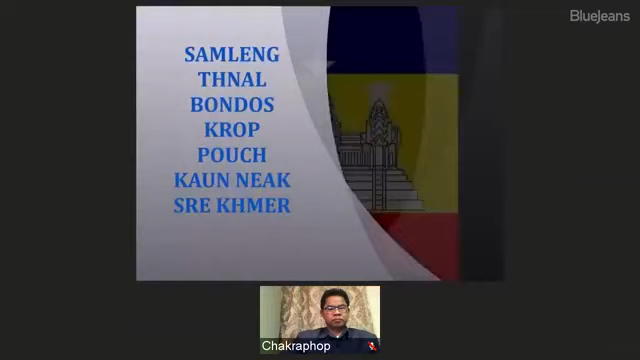 BlueJeans
SAMLENG
THNAL
BONDOS
KROP
POUCH
KAUN NEAK
SRE KHMER
Chakraphop